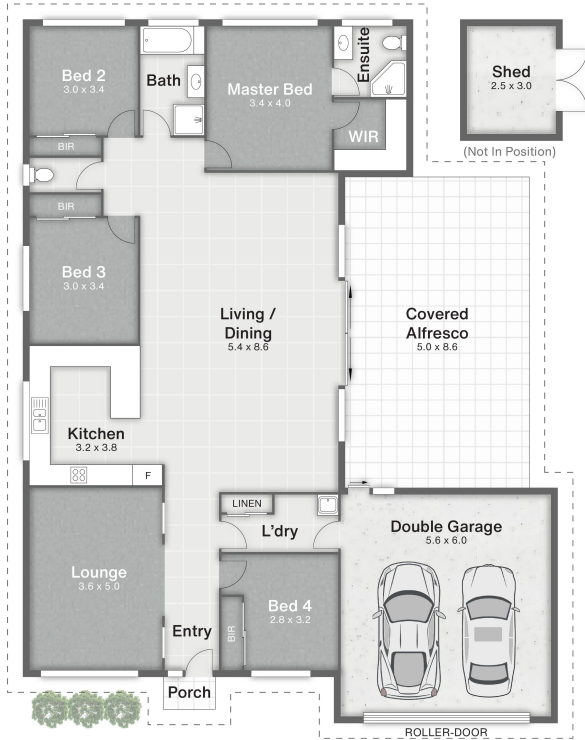 Bed 2
3.0 x 3.4
BIR
Bath
Master Bed
3.4 x 4.0
Ensuite
WIR
Shed
2.5 x 3.0
(Not In Position)
BIR
Bed 3
3.0 x 3.4
Living /
Dining
5.4 x 8.6
Covered
Alfresco
5.0 x 8.6
Kitchen
3.2 x 3.8
F
LINEN
L'dry
Double Garage
5.6 x 6.0
Lounge
3.6 x 5.0
Bed 4
2.8 x 3.2
BIR
Entry
Porch
ROLLER-DOOR